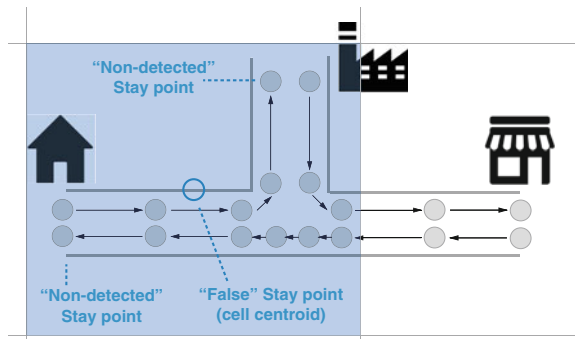 “Non-detected”
Stay point
“Non-detected”
Stay point
“False” Stay point
(cell centroid)